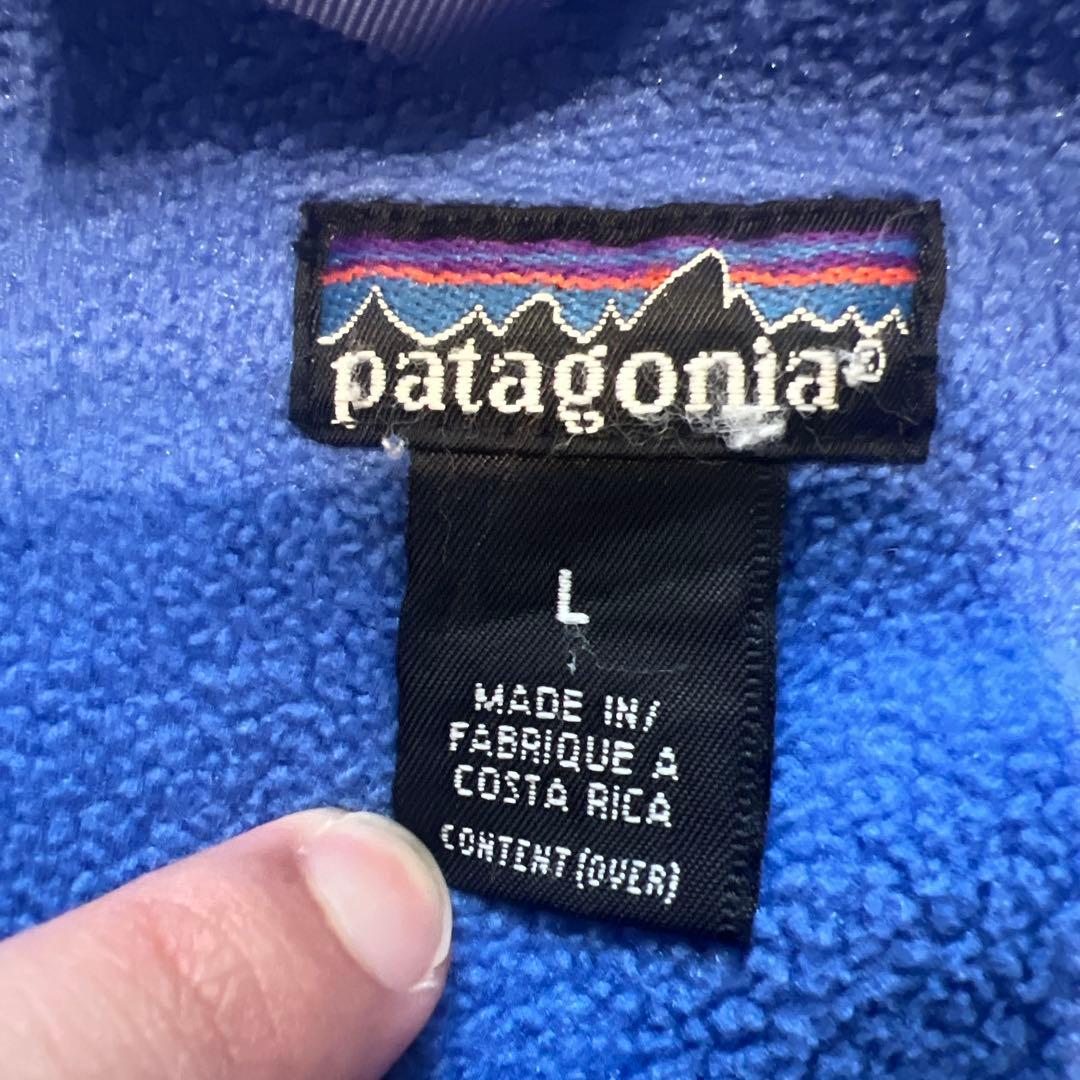 patagonia®
L
MADE IN/
FABRIQUE A
COSTA RICA
CONTENT (OVER)